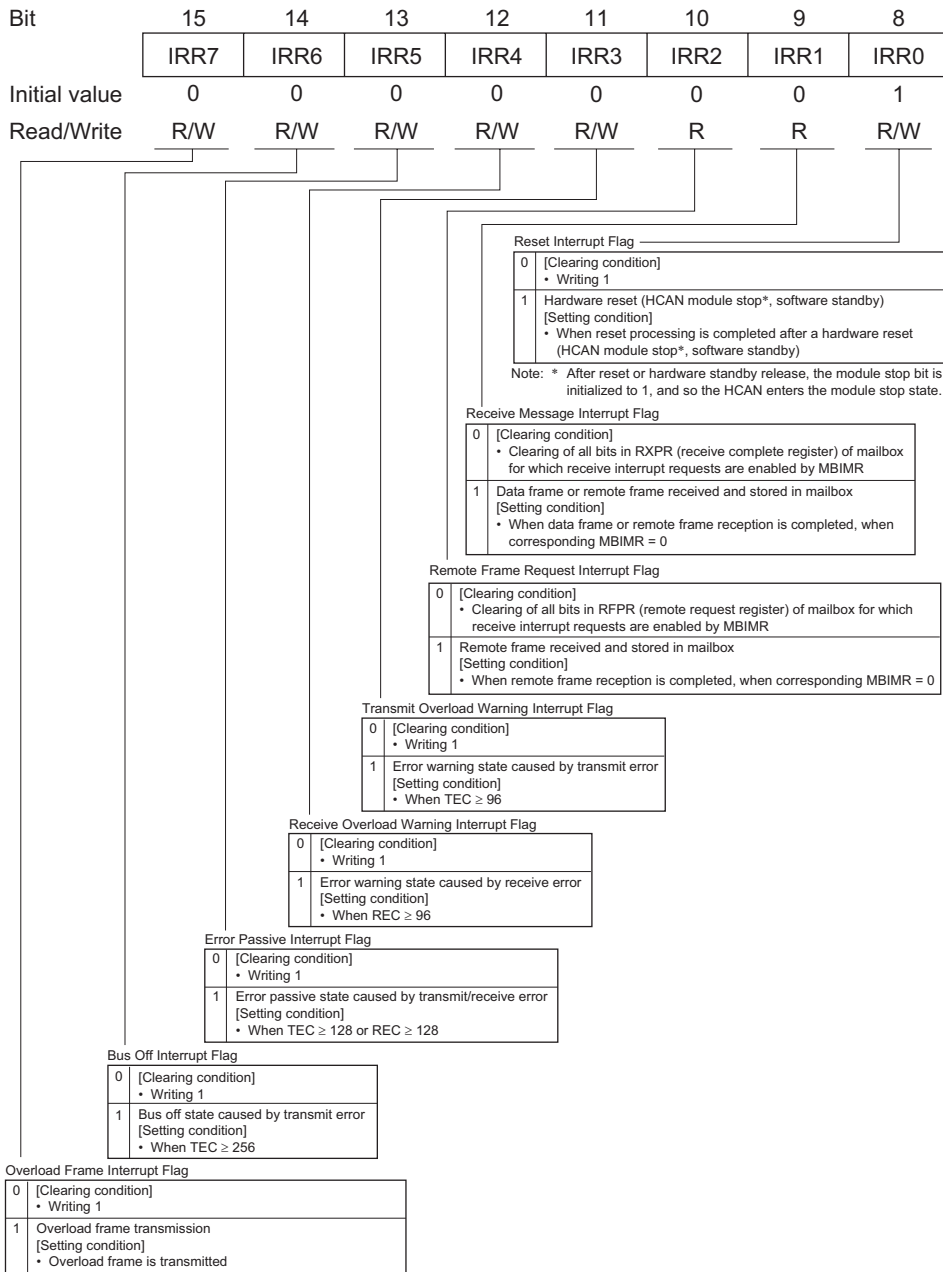 Bit 15 14 13 12 11 10 9 8
IRR7 IRR6 IRR5 IRR4 IRR3 IRR2 IRR1 IRR0
Initial value 0 0 0 0 0 0 0 1
Read/Write R/W R/W R/W R/W R/W R R R/W
Reset Interrupt Flag
0 [Clearing condition]
• Writing 1
1 Hardware reset (HCAN module stop*, software standby)
[Setting condition]
• When reset processing is completed after a hardware reset
(HCAN module stop*, software standby)
Note: * After reset or hardware standby release, the module stop bit is
initialized to 1, and so the HCAN enters the module stop state.
Receive Message Interrupt Flag
0 [Clearing condition]
• Clearing of all bits in RXPR (receive complete register) of mailbox
for which receive interrupt requests are enabled by MBIMR
1 Data frame or remote frame received and stored in mailbox
[Setting condition]
• When data frame or remote frame reception is completed, when
corresponding MBIMR = 0
Remote Frame Request Interrupt Flag
0 [Clearing condition]
• Clearing of all bits in RFPR (remote request register) of mailbox for which
receive interrupt requests are enabled by MBIMR
1 Remote frame received and stored in mailbox
[Setting condition]
• When remote frame reception is completed, when corresponding MBIMR = 0
Transmit Overload Warning Interrupt Flag
0 [Clearing condition]
• Writing 1
1 Error warning state caused by transmit error
[Setting condition]
• When TEC ≥ 96
Receive Overload Warning Interrupt Flag
0 [Clearing condition]
• Writing 1
1 Error warning state caused by receive error
[Setting condition]
• When REC ≥ 96
Error Passive Interrupt Flag
0 [Clearing condition]
• Writing 1
1 Error passive state caused by transmit/receive error
[Setting condition]
• When TEC ≥ 128 or REC ≥ 128
Bus Off Interrupt Flag
0 [Clearing condition]
• Writing 1
1 Bus off state caused by transmit error
[Setting condition]
• When TEC ≥ 256
Overload Frame Interrupt Flag
0 [Clearing condition]
• Writing 1
1 Overload frame transmission
[Setting condition]
• Overload frame is transmitted